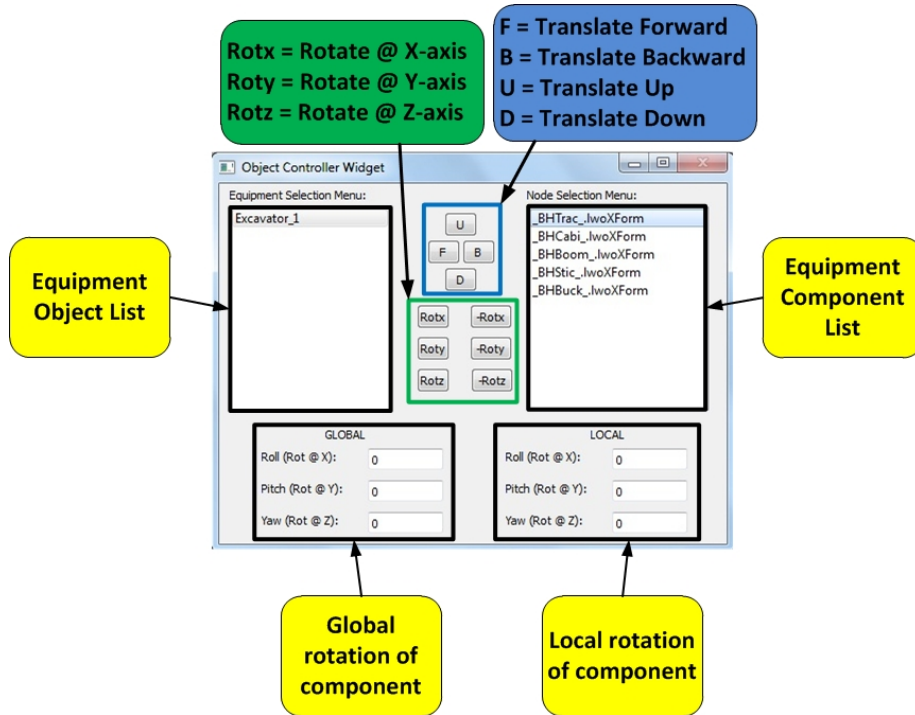 Rotx = Rotate @ X-axis
Roty = Rotate @ Y-axis
Rotz = Rotate @ Z-axis
F = Translate Forward
B = Translate Backward
U = Translate Up
D = Translate Down
Object Controller Widget
Equipment Selection Menu:
Node Selection Menu:
Excavator_1
U
F B
D
_BHTrac_.lwoXForm
_BHCabi_.lwoXForm
_BHBoom_.lwoXForm
_BHStic_.lwoXForm
_BHBuck_.lwoXForm
Equipment
Object List
Equipment
Component
List
Rotx -Rotx
Roty -Roty
Rotz -Rotz
GLOBAL
Roll (Rot @ X): 0
Pitch (Rot @ Y): 0
Yaw (Rot @ Z): 0
LOCAL
Roll (Rot @ X): 0
Pitch (Rot @ Y): 0
Yaw (Rot @ Z): 0
Global
rotation of
component
Local rotation
of component